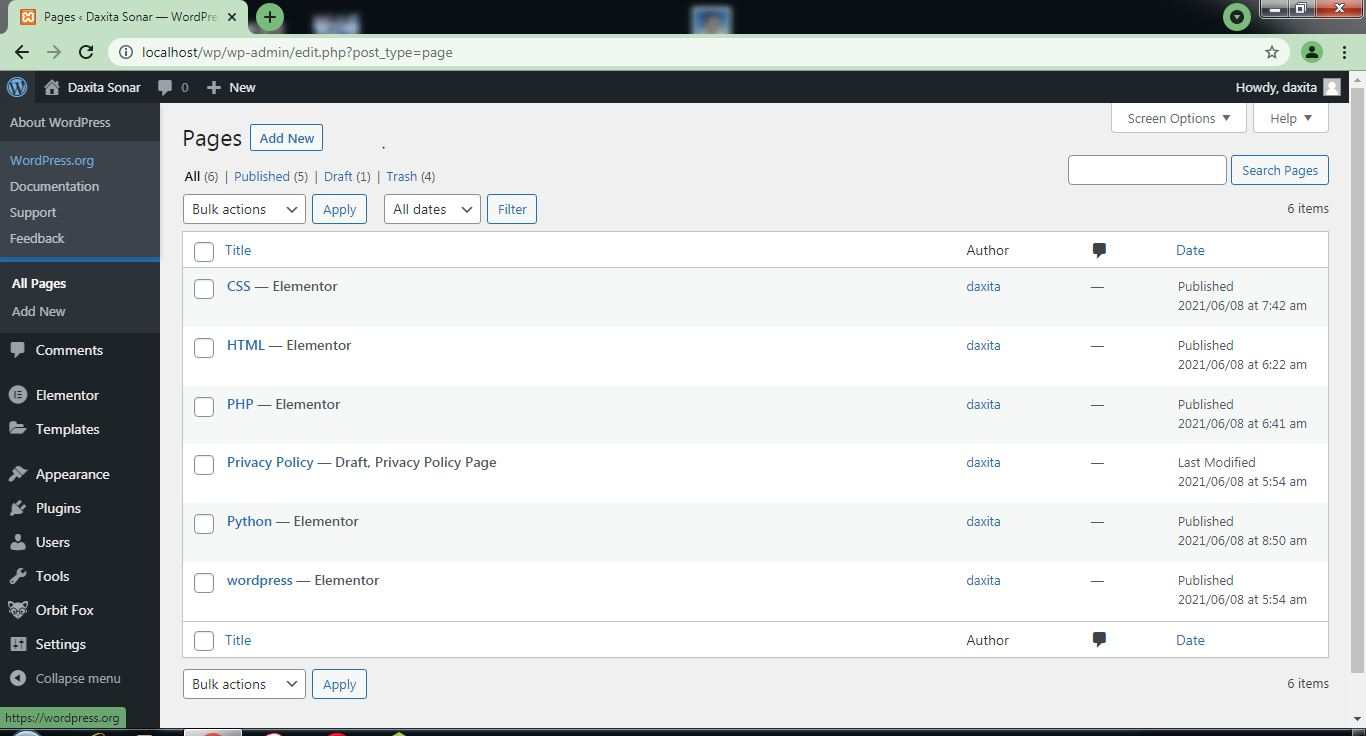 Pages ‹ Daxita Sonar — WordPre
localhost/wp/wp-admin/edit.php?post_type=page
Daxita Sonar 0 New Howdy, daxita
About WordPress
WordPress.org
Documentation
Support
Feedback
All Pages
Add New
Comments
Elementor
Templates
Appearance
Plugins
Users
Tools
Orbit Fox
Settings
Collapse menu
https://wordpress.org
Screen Options Help
Pages Add New
All (6) | Published (5) | Draft (1) | Trash (4)
Search Pages
Bulk actions Apply All dates Filter 6 items
Title Author Date
CSS — Elementor daxita — Published
2021/06/08 at 7:42 am
HTML — Elementor daxita — Published
2021/06/08 at 6:22 am
PHP — Elementor daxita — Published
2021/06/08 at 6:41 am
Privacy Policy — Draft, Privacy Policy Page daxita — Last Modified
2021/06/08 at 5:54 am
Python — Elementor daxita — Published
2021/06/08 at 8:50 am
wordpress — Elementor daxita — Published
2021/06/08 at 5:54 am
Title Author Date
Bulk actions Apply 6 items